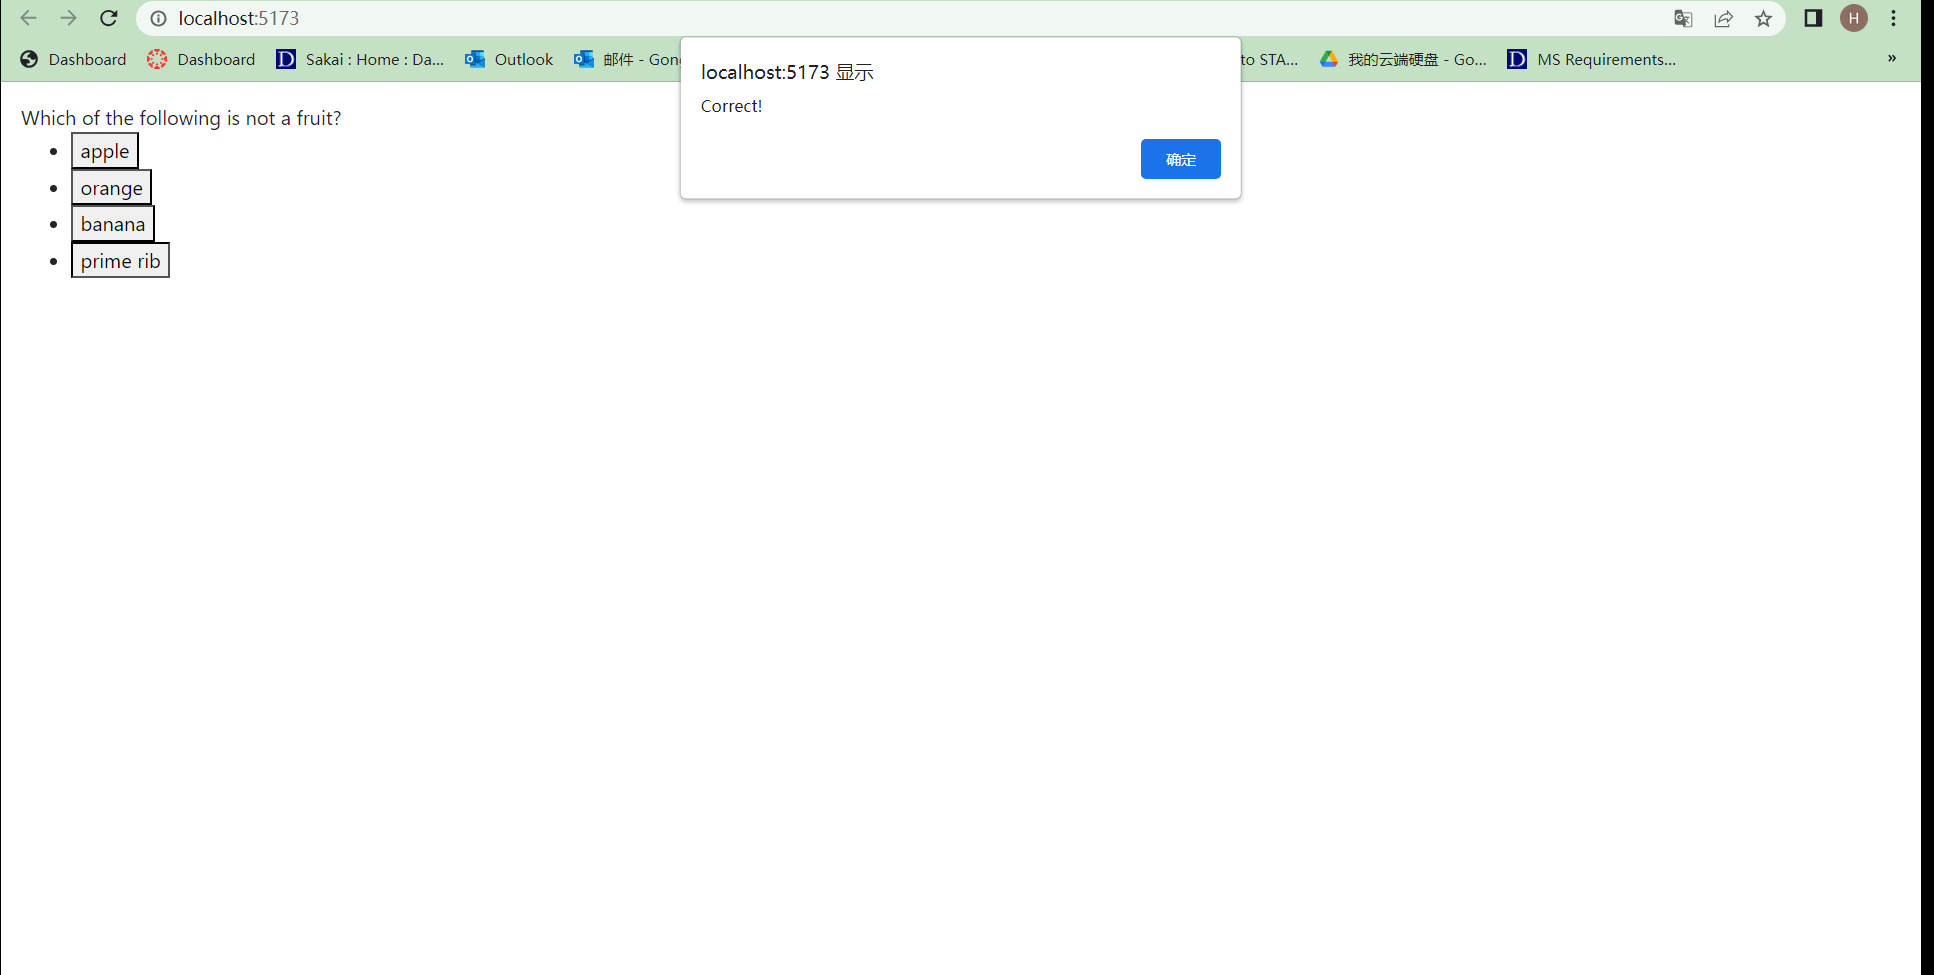 localhost:5173
H
Dashboard
Dashboard
Sakai : Home : Da...
Outlook
邮件 - Gon
to STA...
我的云端硬盘 - Go...
MS Requirements...
»
localhost:5173 显示
Correct!
确定
Which of the following is not a fruit?
• apple
• orange
• banana
• prime rib